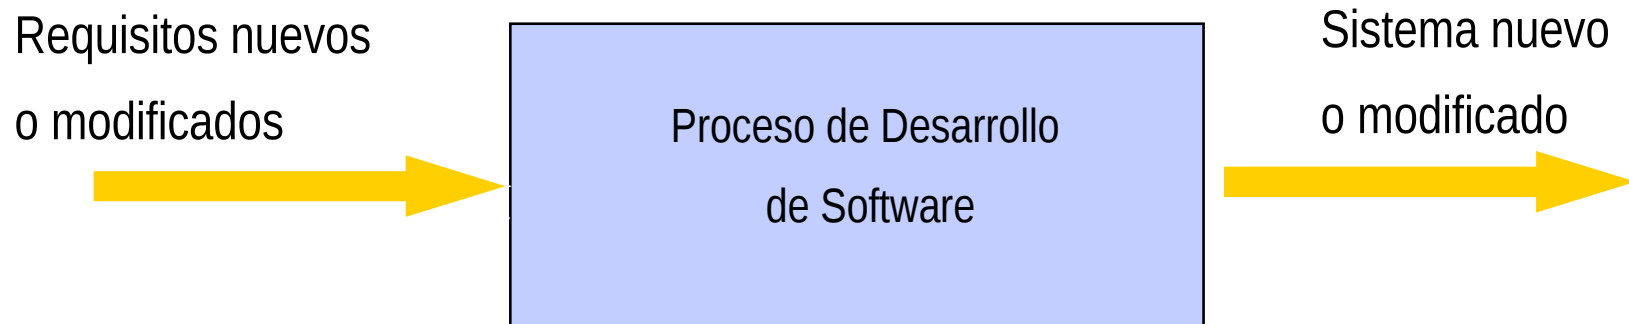 Requisitos nuevos
o modificados
Proceso de Desarrollo
de Software
Sistema nuevo
o modificado